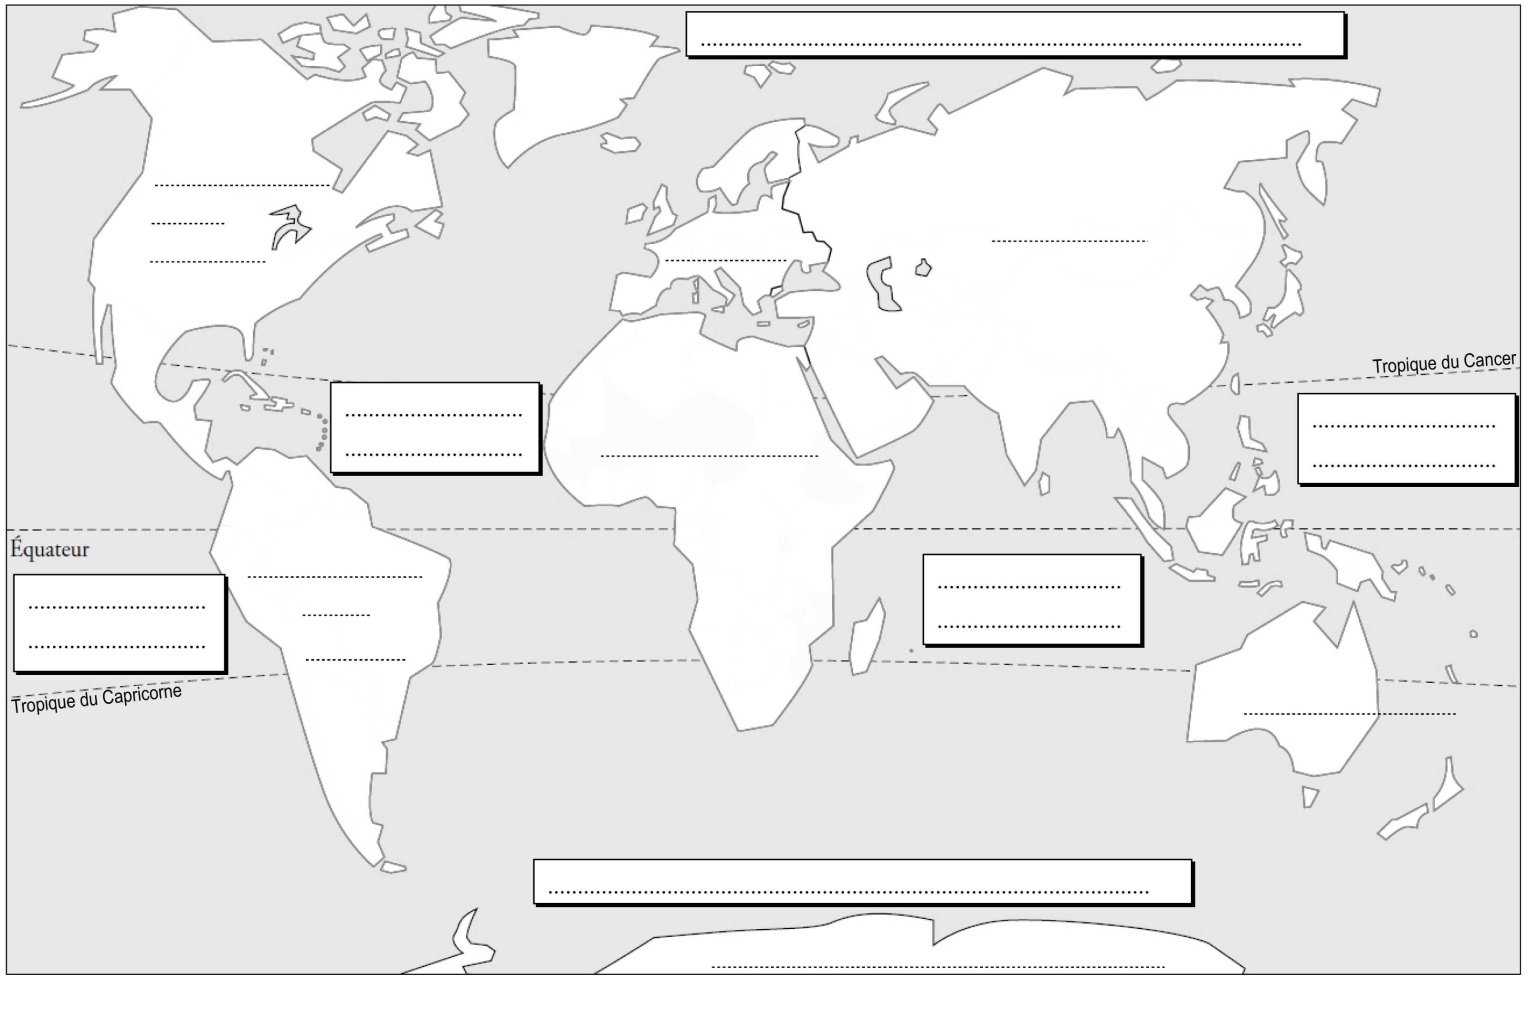 Tropique du Cancer
Équateur
Tropique du Capricorne